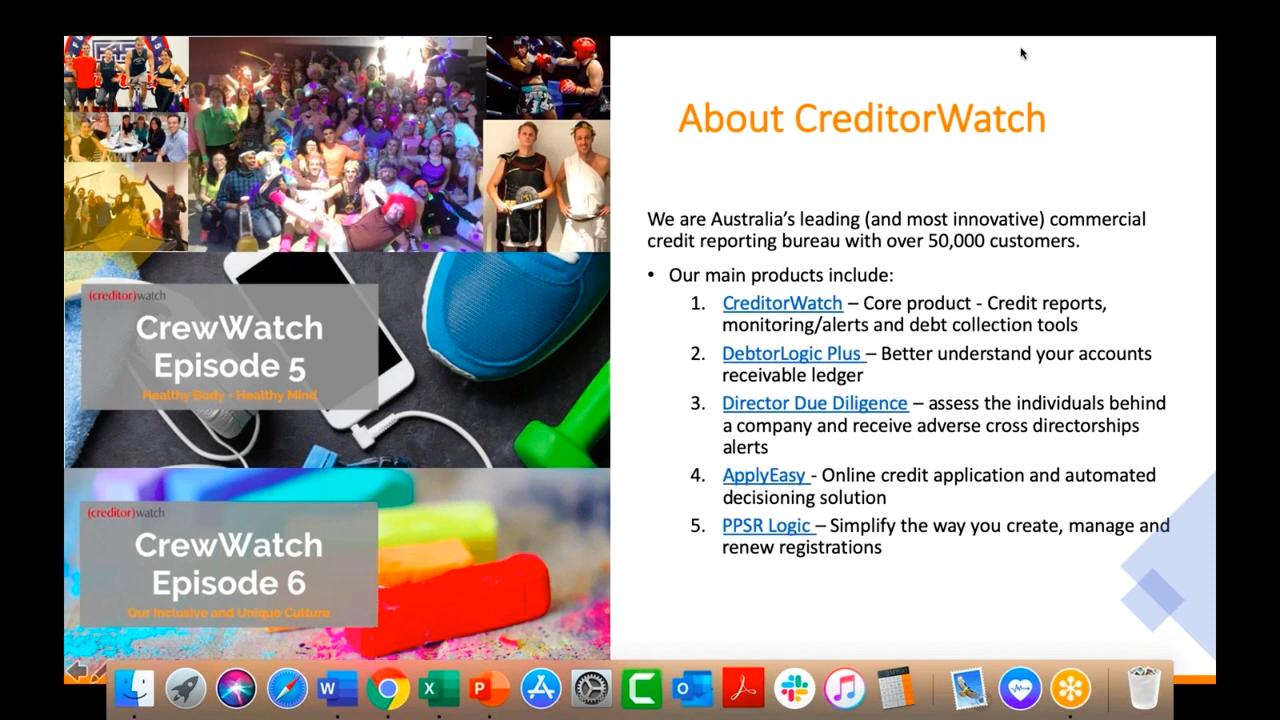 About CreditorWatch
We are Australia's leading (and most innovative) commercial
credit reporting bureau with over 50,000 customers.
• Our main products include:
1. CreditorWatch – Core product - Credit reports,
monitoring/alerts and debt collection tools
2. DebtorLogic Plus – Better understand your accounts
receivable ledger
3. Director Due Diligence – assess the individuals behind
a company and receive adverse cross directorships
alerts
4. ApplyEasy - Online credit application and automated
decisioning solution
5. PPSR Logic – Simplify the way you create, manage and
renew registrations
(creditor)watch
CrewWatch
Episode 5
Healthy Body - Healthy Mind
(creditor)watch
CrewWatch
Episode 6
Our Inclusive and Unique Culture